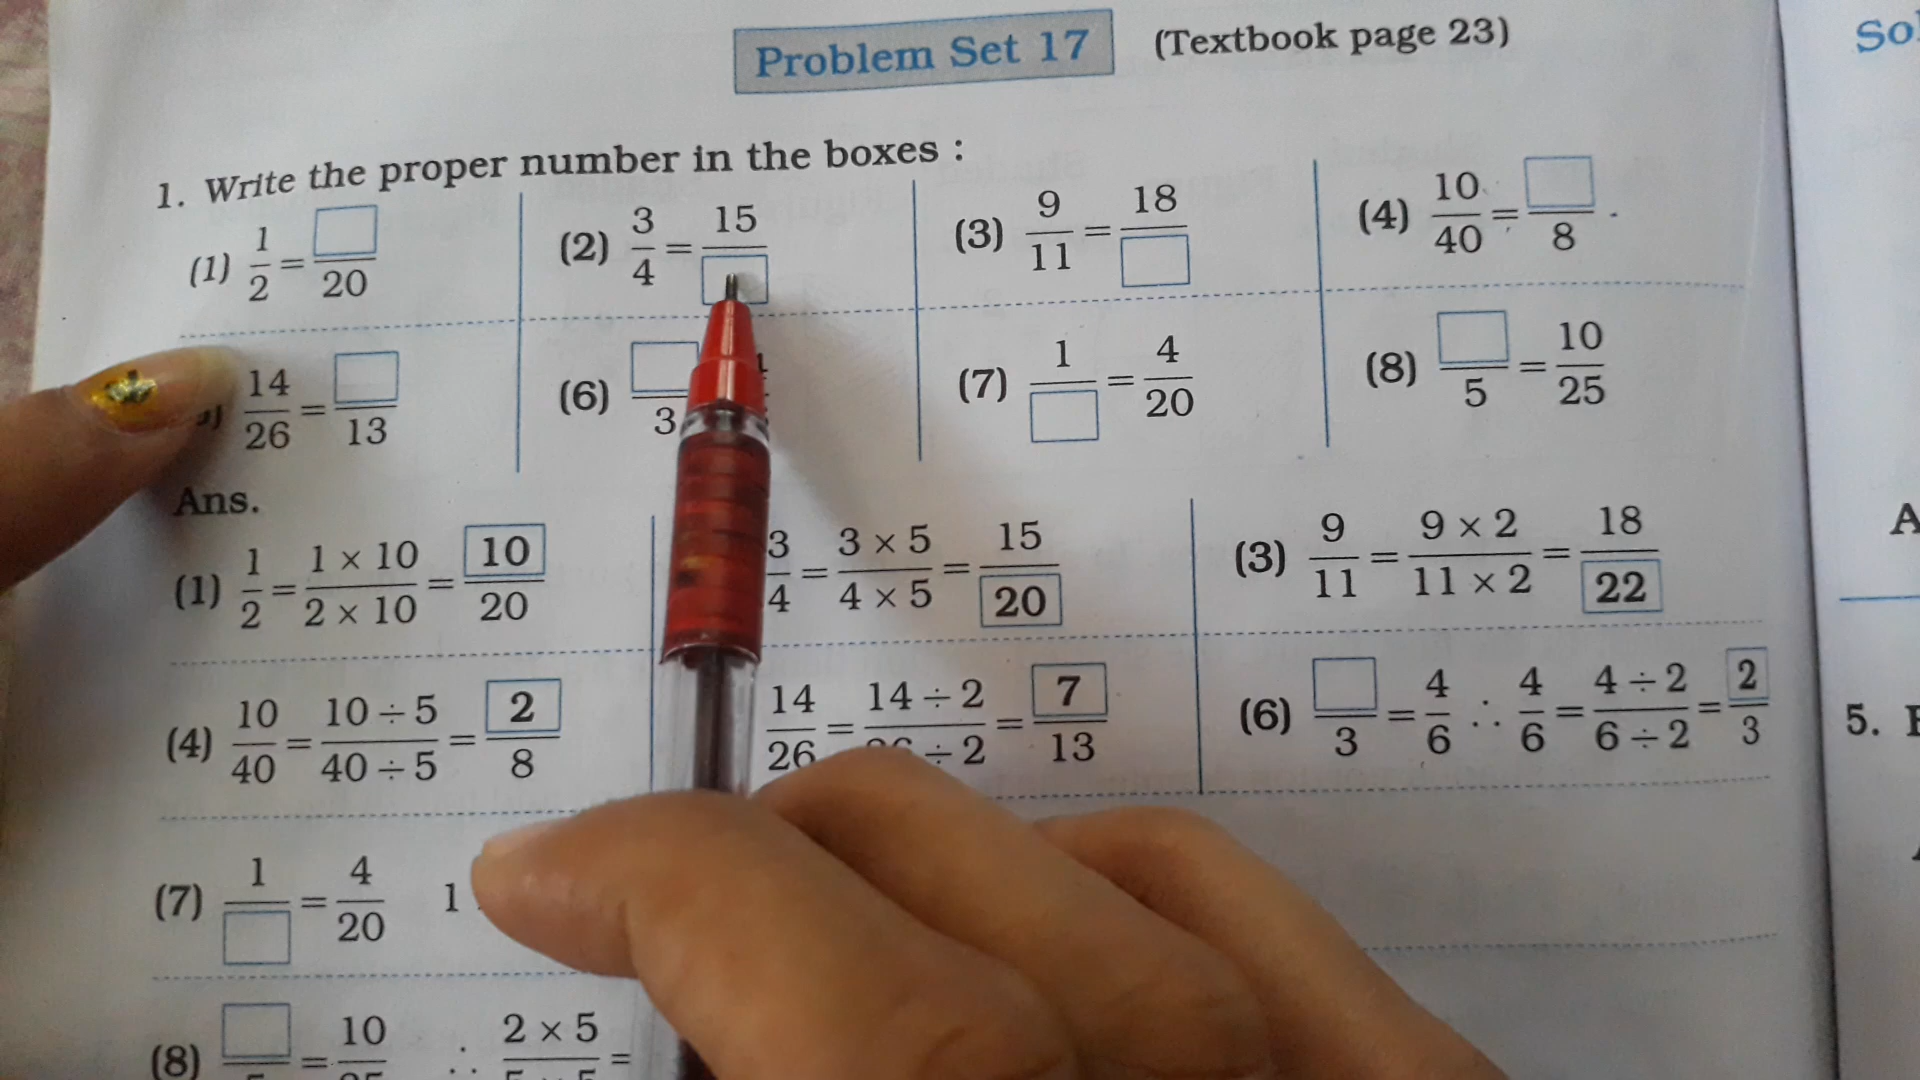 Problem Set 17 (Textbook page 23)
So
1. Write the proper number in the boxes :
(1) 1/2 = □/20 (2) 3/4 = 15/□ (3) 9/11 = 18/□ (4) 10/40 = □/8 .
14/26 = □/13 (6) □/3 (7) 1/□ = 4/20 (8) □/5 = 10/25
Ans.
A
(1) 1/2 = 1 × 10/2 × 10 = 10/20 3/4 = 3 × 5/4 × 5 = 15/20 (3) 9/11 = 9 × 2/11 × 2 = 18/22
(4) 10/40 = 10 ÷ 5/40 ÷ 5 = 2/8 14/26 = 14 ÷ 2/ ÷ 2 = 7/13 (6) □/3 = 4/6 ∴ 4/6 = 4 ÷ 2/6 ÷ 2 = 2/3
5.
(7) 1/□ = 4/20 1
(8) □/5 = 10/25 ∴ 2 × 5/5 × 5 =